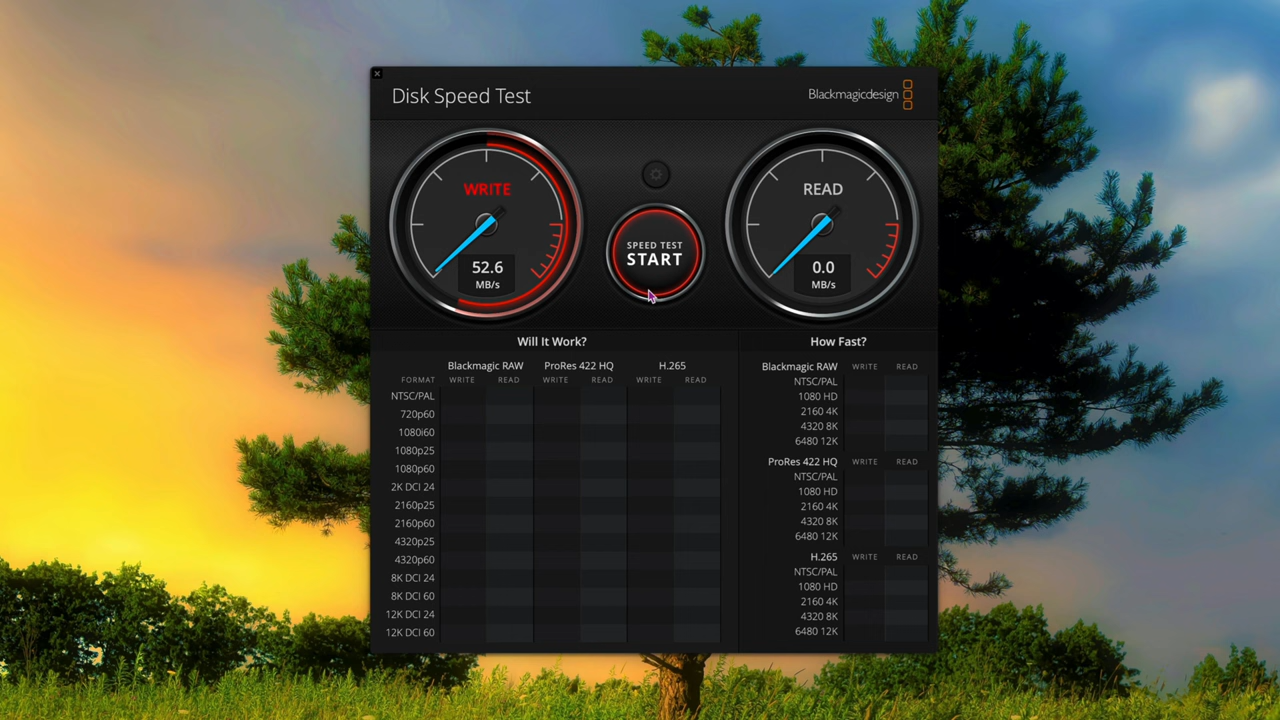 Disk Speed Test
Blackmagicdesign
WRITE
52.6
MB/s
SPEED TEST
START
READ
0.0
MB/s
Will It Work?
Blackmagic RAW ProRes 422 HQ H.265
FORMAT WRITE READ WRITE READ WRITE READ
NTSC/PAL
720p60
1080i60
1080p25
1080p60
2K DCI 24
2160p25
2160p60
4320p25
4320p60
8K DCI 24
8K DCI 60
12K DCI 24
12K DCI 60
How Fast?
Blackmagic RAW WRITE READ
NTSC/PAL
1080 HD
2160 4K
4320 8K
6480 12K
ProRes 422 HQ WRITE READ
NTSC/PAL
1080 HD
2160 4K
4320 8K
6480 12K
H.265 WRITE READ
NTSC/PAL
1080 HD
2160 4K
4320 8K
6480 12K